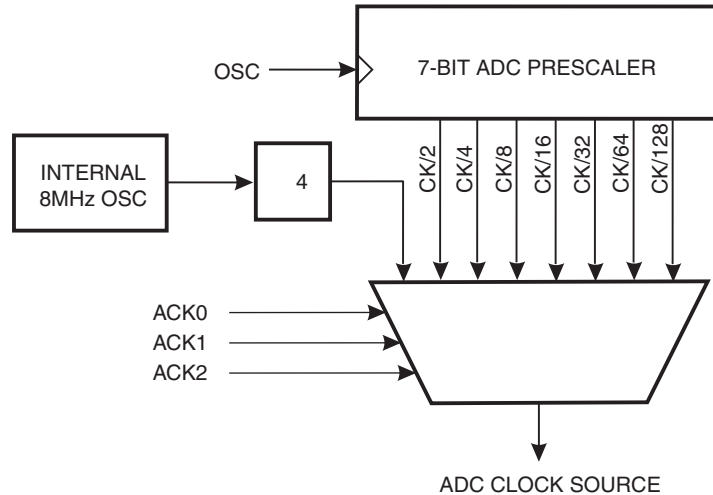 7-BIT ADC PRESCALER
OSC
INTERNAL
8MHz OSC
4
CK/2
CK/4
CK/8
CK/16
CK/32
CK/64
CK/128
ACK0
ACK1
ACK2
ADC CLOCK SOURCE